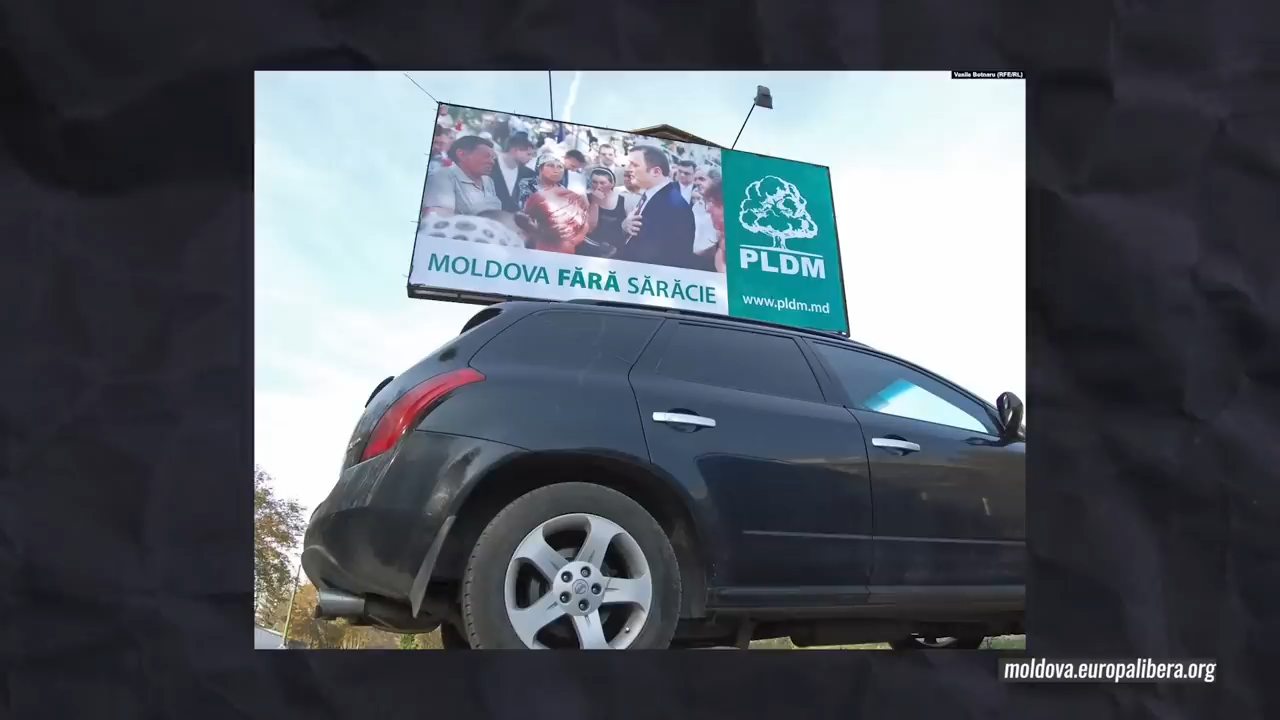 Vasile Botnaru (RFE/RL)
MOLDOVA FĂRĂ SĂRĂCIE
PLDM
www.pldm.md
moldova.europalibera.org